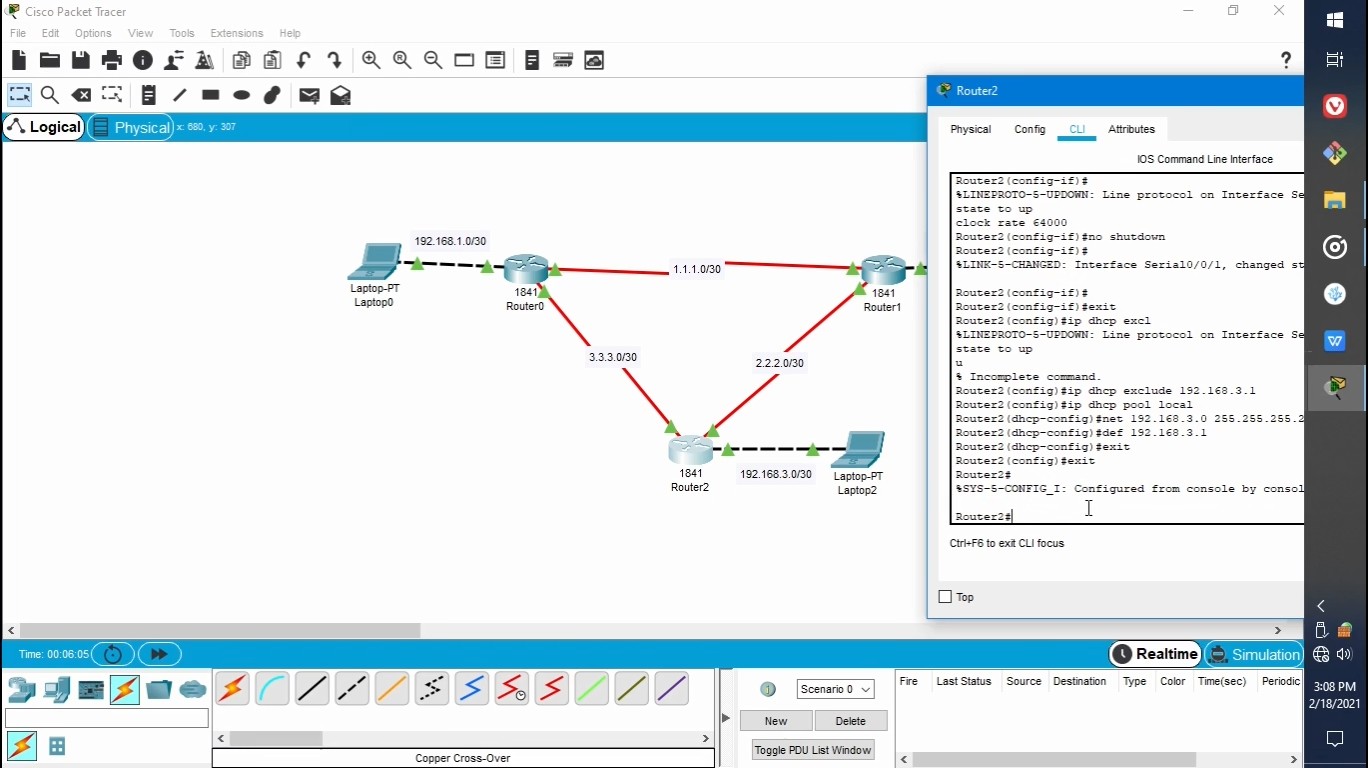 Cisco Packet Tracer
File Edit Options View Tools Extensions Help
Logical Physical x: 680, y: 307
192.168.1.0/30
Laptop-PT
Laptop0
1841
Router0
1.1.1.0/30
1841
Router1
3.3.3.0/30
2.2.2.0/30
1841
Router2
192.168.3.0/30
Laptop-PT
Laptop2
Router2
Physical Config CLI Attributes
IOS Command Line Interface
Router2(config-if)#
%LINEPROTO-5-UPDOWN: Line protocol on Interface Se
state to up
clock rate 64000
Router2(config-if)#no shutdown
Router2(config-if)#
%LINK-5-CHANGED: Interface Serial0/0/1, changed st
Router2(config-if)#
Router2(config-if)#exit
Router2(config)#ip dhcp excl
%LINEPROTO-5-UPDOWN: Line protocol on Interface Se
state to up
u
% Incomplete command.
Router2(config)#ip dhcp exclude 192.168.3.1
Router2(config)#ip dhcp pool local
Router2(dhcp-config)#net 192.168.3.0 255.255.255.2
Router2(dhcp-config)#def 192.168.3.1
Router2(dhcp-config)#exit
Router2(config)#exit
Router2#
%SYS-5-CONFIG_I: Configured from console by consol
Router2#
Ctrl+F6 to exit CLI focus
Top
Time: 00:06:05
Realtime Simulation
Scenario 0
New Delete
Toggle PDU List Window
Fire Last Status Source Destination Type Color Time(sec) Periodic
Copper Cross-Over
3:08 PM
2/18/2021